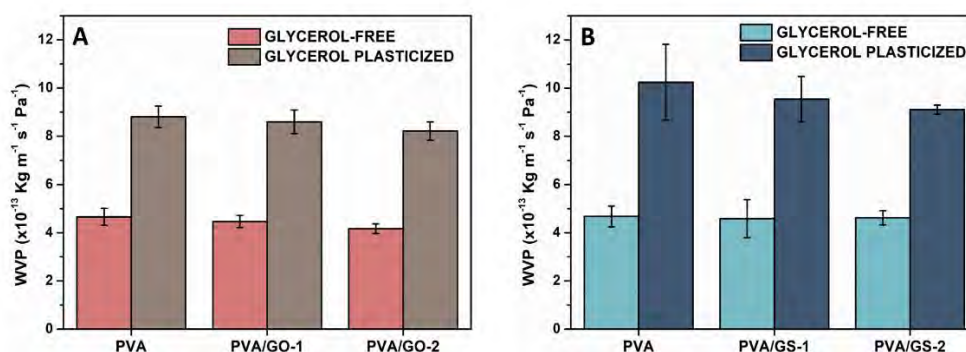 A
GLYCEROL-FREE
GLYCEROL PLASTICIZED
WVP (x10⁻¹³ Kg m⁻¹ s⁻¹ Pa⁻¹)
12
10
8
6
4
2
0
PVA PVA/GO-1 PVA/GO-2
B
GLYCEROL-FREE
GLYCEROL PLASTICIZED
WVP (x10⁻¹³ Kg m⁻¹ s⁻¹ Pa⁻¹)
12
10
8
6
4
2
0
PVA PVA/GS-1 PVA/GS-2